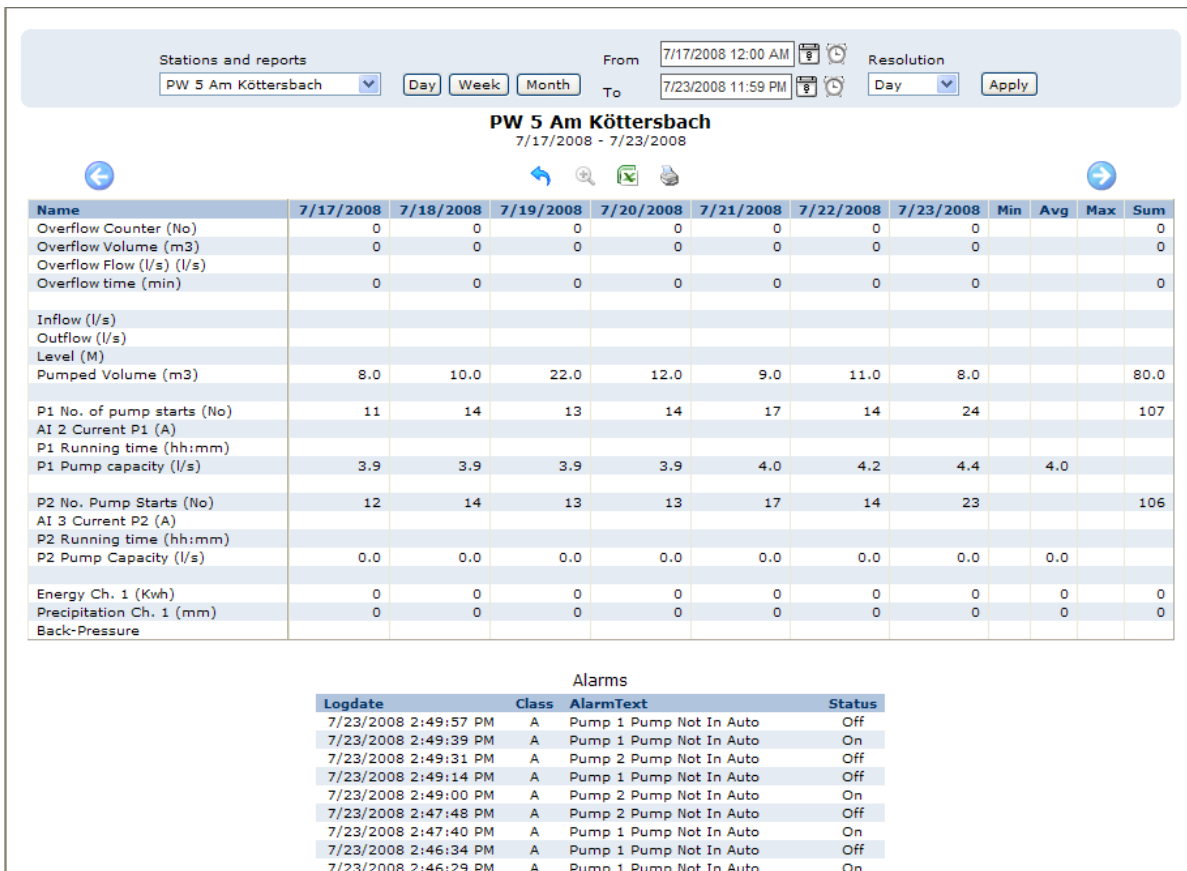 Stations and reports From 7/17/2008 12:00 AM Resolution
PW 5 Am Köttersbach Day Week Month To 7/23/2008 11:59 PM Day Apply
PW 5 Am Köttersbach
7/17/2008 - 7/23/2008
Name 7/17/2008 7/18/2008 7/19/2008 7/20/2008 7/21/2008 7/22/2008 7/23/2008 Min Avg Max Sum
Overflow Counter (No) 0 0 0 0 0 0 0 0
Overflow Volume (m3) 0 0 0 0 0 0 0 0
Overflow Flow (l/s) (l/s)
Overflow time (min) 0 0 0 0 0 0 0 0
Inflow (l/s)
Outflow (l/s)
Level (M)
Pumped Volume (m3) 8.0 10.0 22.0 12.0 9.0 11.0 8.0 80.0
P1 No. of pump starts (No) 11 14 13 14 17 14 24 107
AI 2 Current P1 (A)
P1 Running time (hh:mm)
P1 Pump capacity (l/s) 3.9 3.9 3.9 3.9 4.0 4.2 4.4 4.0
P2 No. Pump Starts (No) 12 14 13 13 17 14 23 106
AI 3 Current P2 (A)
P2 Running time (hh:mm)
P2 Pump Capacity (l/s) 0.0 0.0 0.0 0.0 0.0 0.0 0.0 0.0
Energy Ch. 1 (Kwh) 0 0 0 0 0 0 0 0 0
Precipitation Ch. 1 (mm) 0 0 0 0 0 0 0 0 0
Back-Pressure
Alarms
Logdate Class AlarmText Status
7/23/2008 2:49:57 PM A Pump 1 Pump Not In Auto Off
7/23/2008 2:49:39 PM A Pump 1 Pump Not In Auto On
7/23/2008 2:49:31 PM A Pump 2 Pump Not In Auto Off
7/23/2008 2:49:14 PM A Pump 1 Pump Not In Auto Off
7/23/2008 2:49:00 PM A Pump 2 Pump Not In Auto On
7/23/2008 2:47:48 PM A Pump 2 Pump Not In Auto Off
7/23/2008 2:47:40 PM A Pump 1 Pump Not In Auto On
7/23/2008 2:46:34 PM A Pump 1 Pump Not In Auto Off
7/23/2008 2:46:29 PM A Pump 1 Pump Not In Auto On